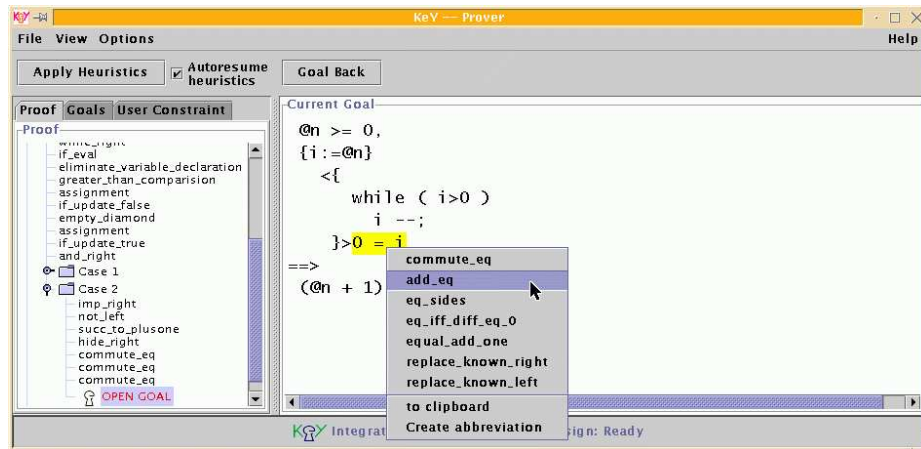 KeY -- Prover
File View Options Help
Apply Heuristics Autoresume heuristics Goal Back
Proof Goals User Constraint
Proof
while_right
if_eval
eliminate_variable_declaration
greater_than_comparision
assignment
if_update_false
empty_diamond
assignment
if_update_true
and_right
Case 1
Case 2
imp_right
not_left
succ_to_plusone
hide_right
commute_eq
commute_eq
commute_eq
OPEN GOAL
Current Goal
@n >= 0,
{i:=@n}
<{
while ( i>0 )
i --;
}>0 = i
==>
(@n + 1)
commute_eq
add_eq
eq_sides
eq_iff_diff_eq_0
equal_add_one
replace_known_right
replace_known_left
to clipboard
Create abbreviation
KeY Integrat ign: Ready